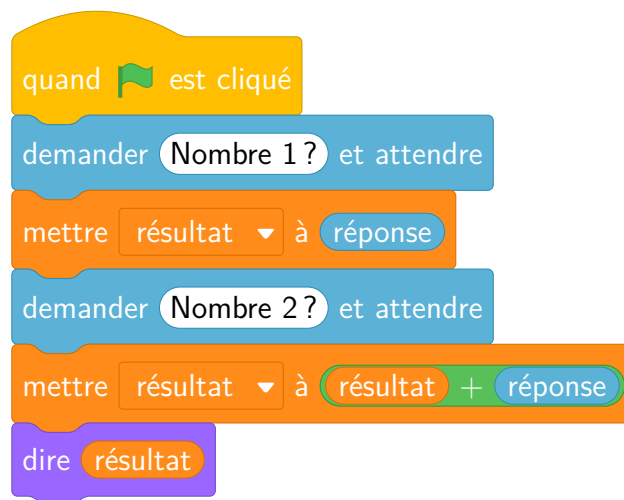 quand est cliqué
demander Nombre 1 ? et attendre
mettre résultat à réponse
demander Nombre 2 ? et attendre
mettre résultat à résultat + réponse
dire résultat